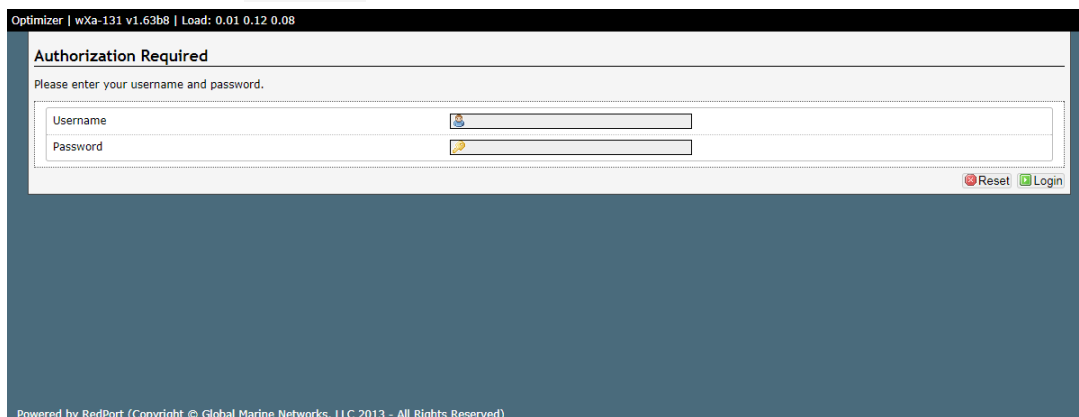 Optimizer | wXa-131 v1.63b8 | Load: 0.01 0.12 0.08
Authorization Required
Please enter your username and password.
Username
Password
Reset Login
Powered by RedPort (Copyright © Global Marine Networks, LLC 2013 - All Rights Reserved)